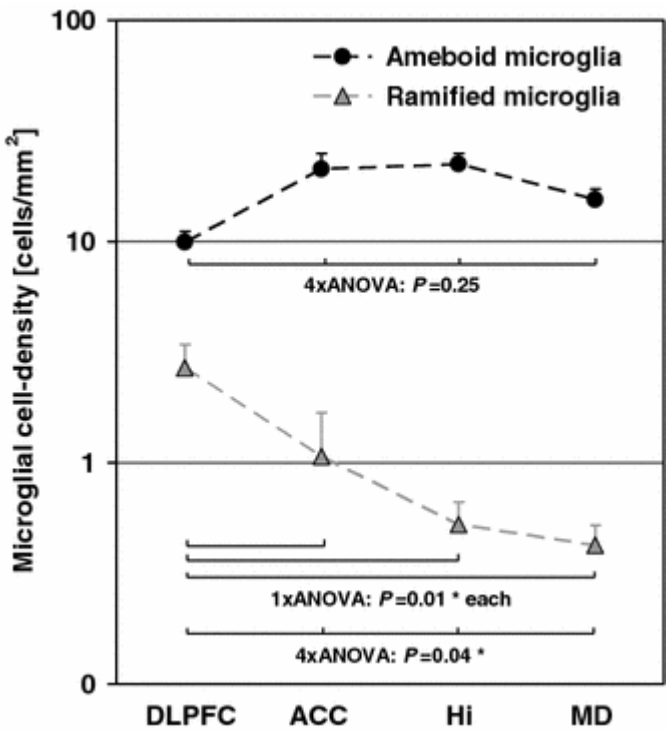 100
Ameboid microglia
Ramified microglia
Microglial cell-density [cells/mm²]
10
4xANOVA: P=0.25
1
1xANOVA: P=0.01 * each
4xANOVA: P=0.04 *
0
DLPFC ACC Hi MD